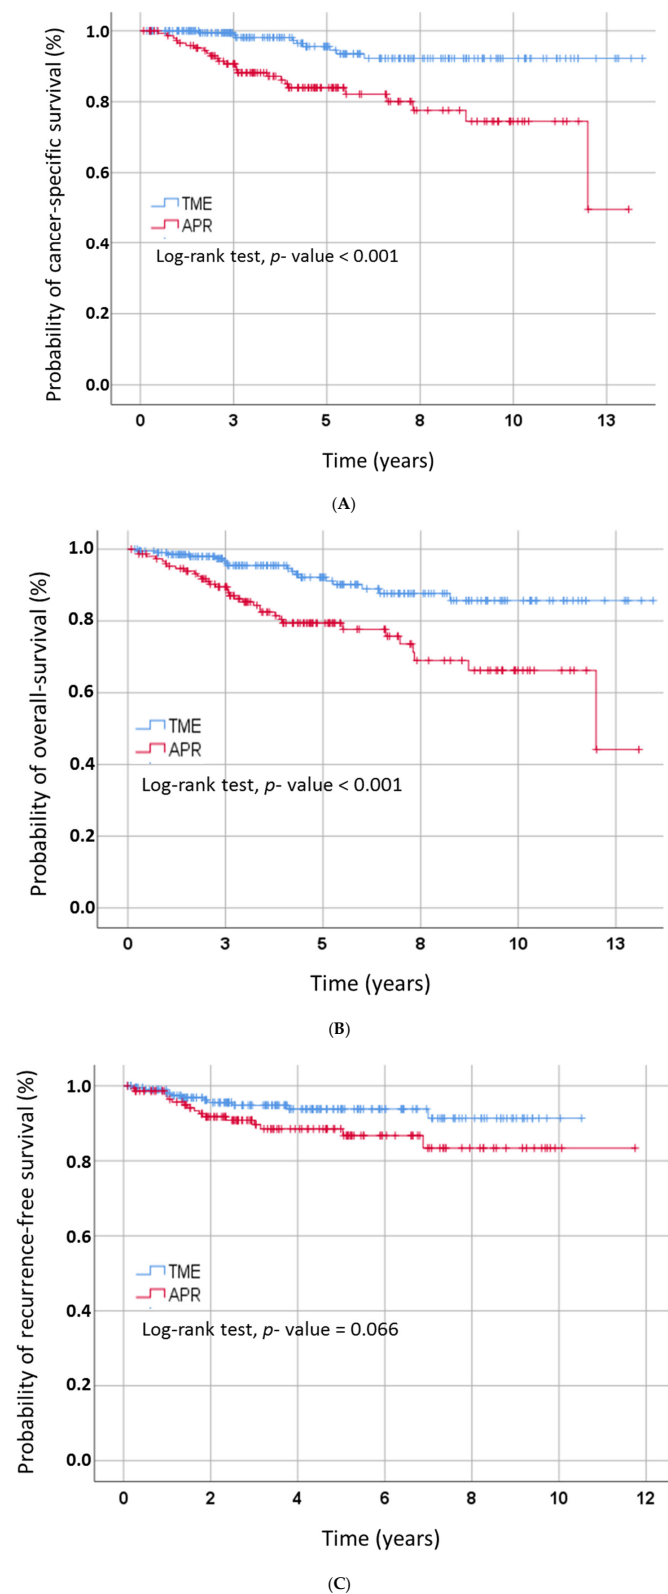 Probability of cancer-specific survival (%)
1.0
0.8
0.6
0.4
0.2
0.0
TME
APR
Log-rank test, p- value < 0.001
0 3 5 8 10 13
Time (years)
(A)
Probability of overall-survival (%)
1.0
0.8
0.6
0.4
0.2
0.0
TME
APR
Log-rank test, p- value < 0.001
0 3 5 8 10 13
Time (years)
(B)
Probability of recurrence-free survival (%)
1.0
0.8
0.6
0.4
0.2
0.0
TME
APR
Log-rank test, p- value = 0.066
0 2 4 6 8 10 12
Time (years)
(C)